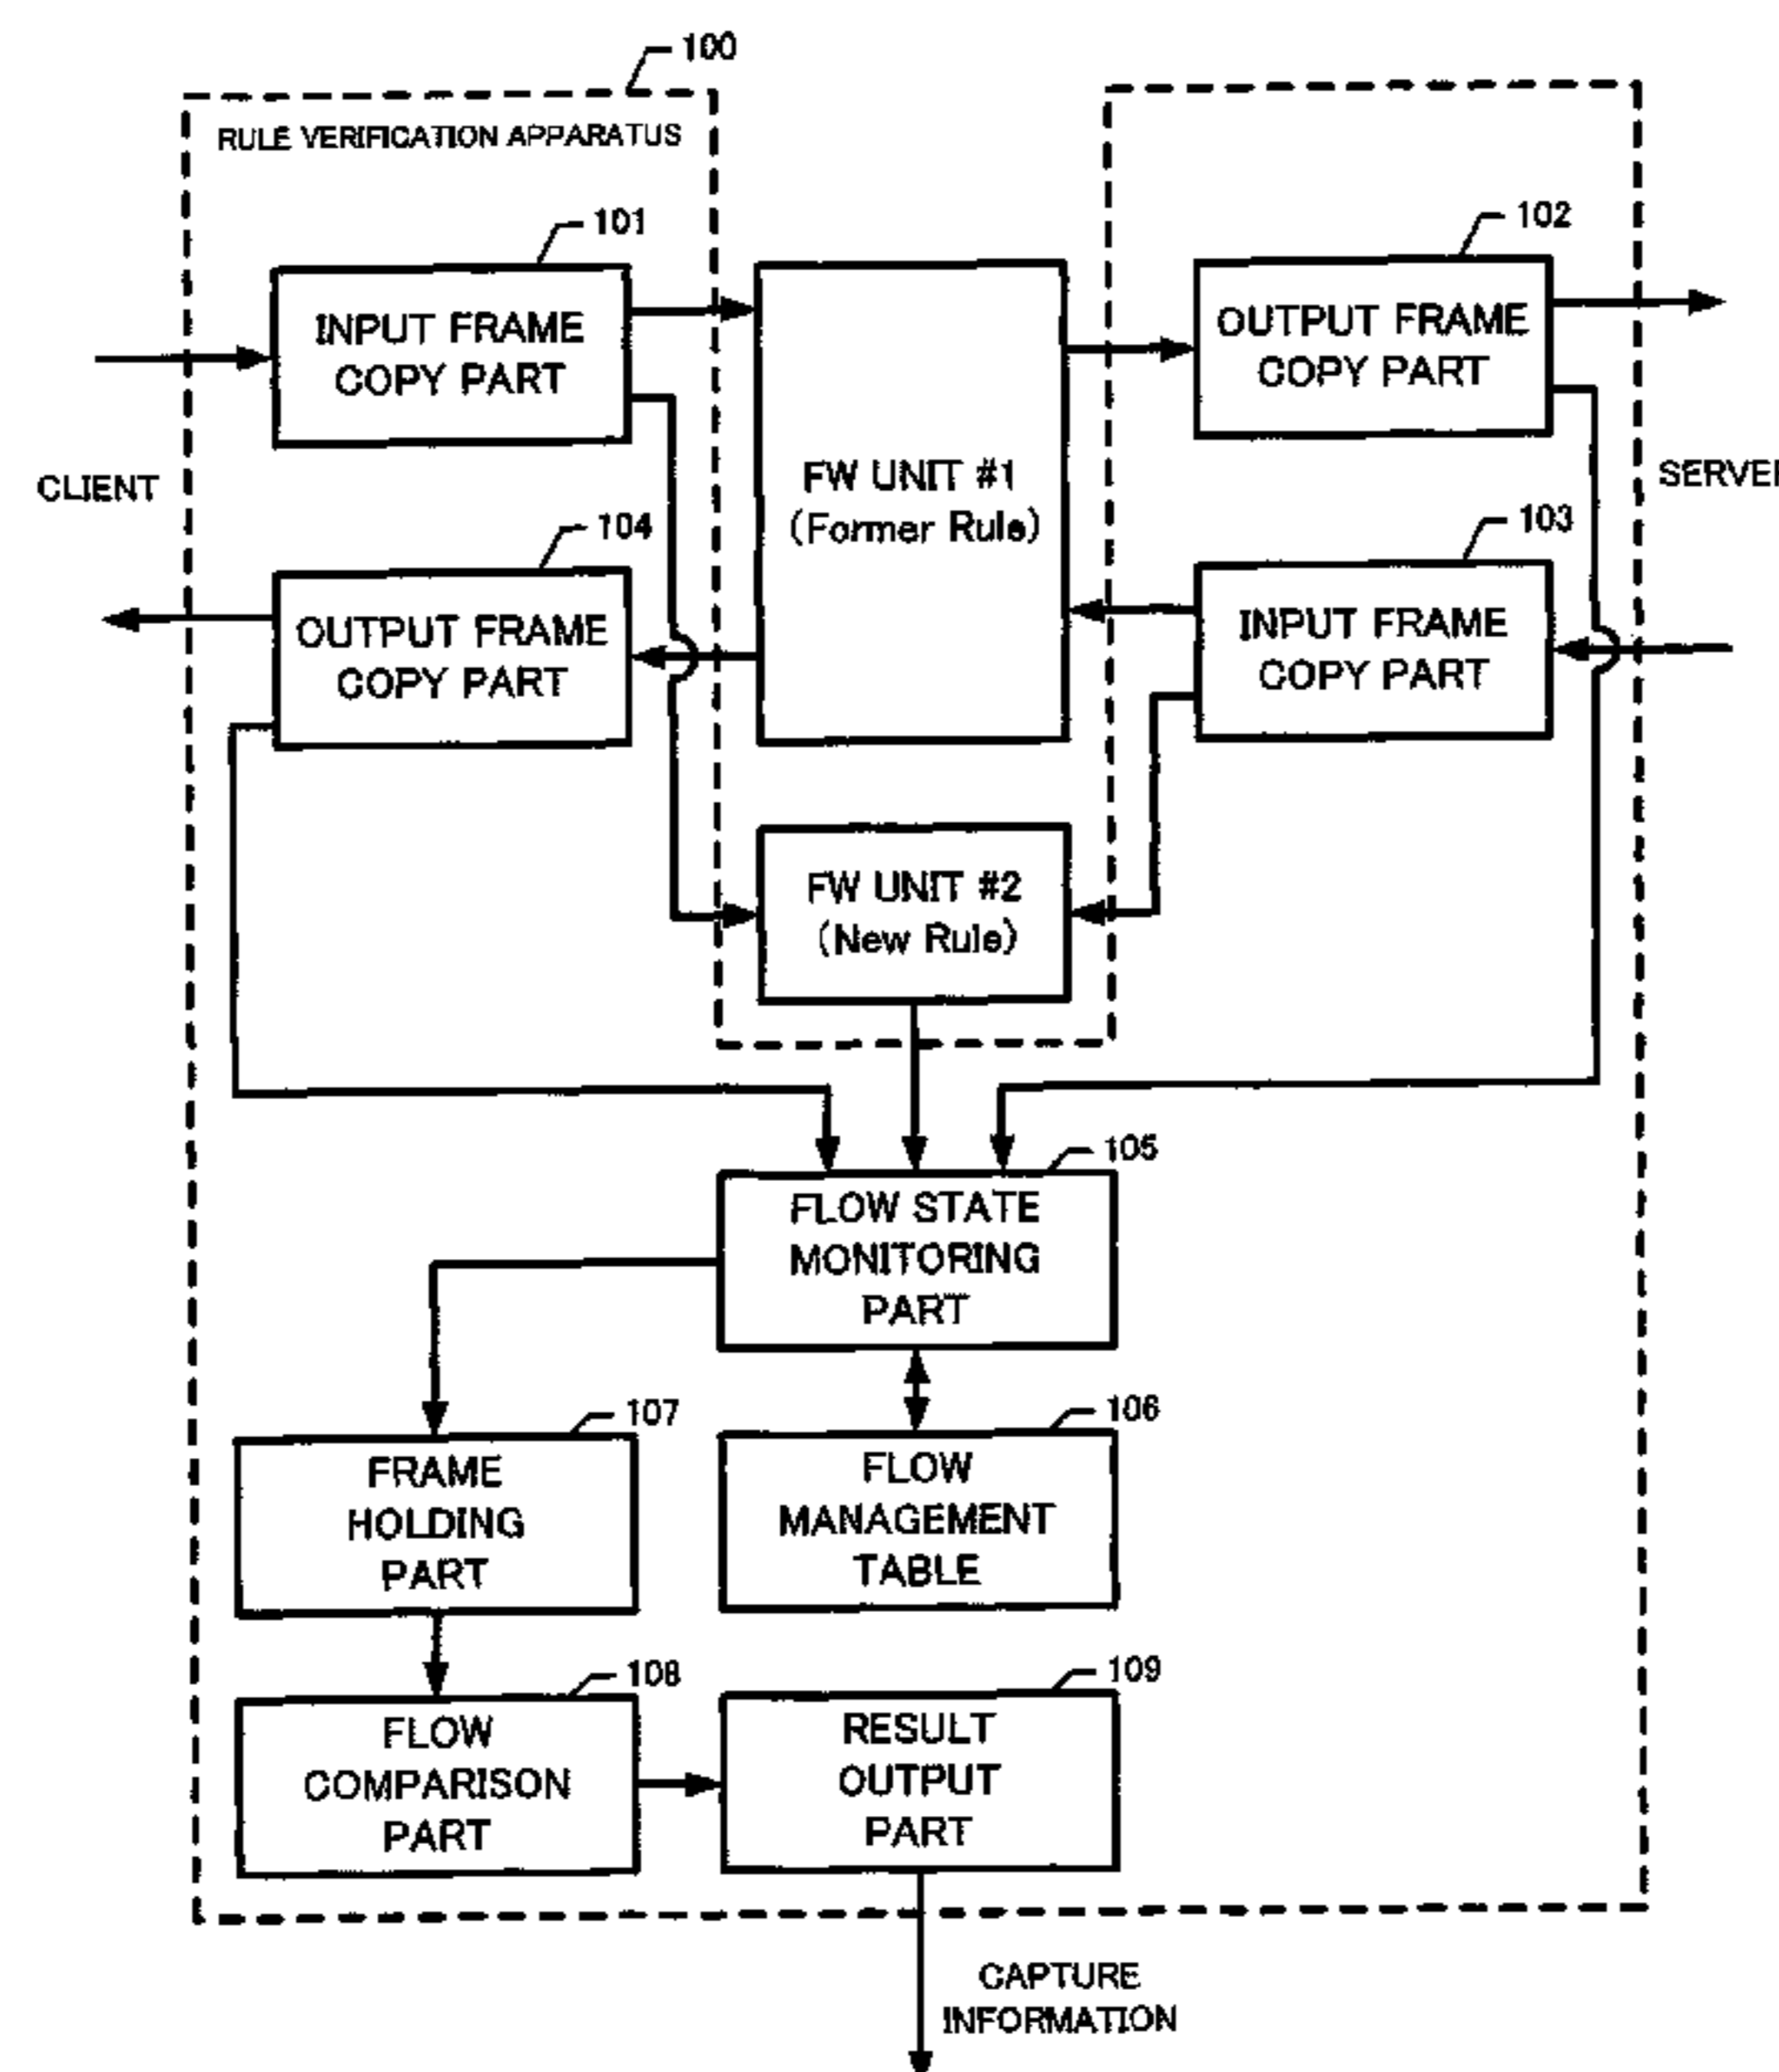 100
RULE VERIFICATION APPARATUS
101
INPUT FRAME
COPY PART
102
OUTPUT FRAME
COPY PART
CLIENT
FW UNIT #1
(Former Rule)
SERVER
104
OUTPUT FRAME
COPY PART
103
INPUT FRAME
COPY PART
FW UNIT #2
(New Rule)
105
FLOW STATE
MONITORING
PART
107
FRAME
HOLDING
PART
106
FLOW
MANAGEMENT
TABLE
108
FLOW
COMPARISON
PART
109
RESULT
OUTPUT
PART
CAPTURE
INFORMATION